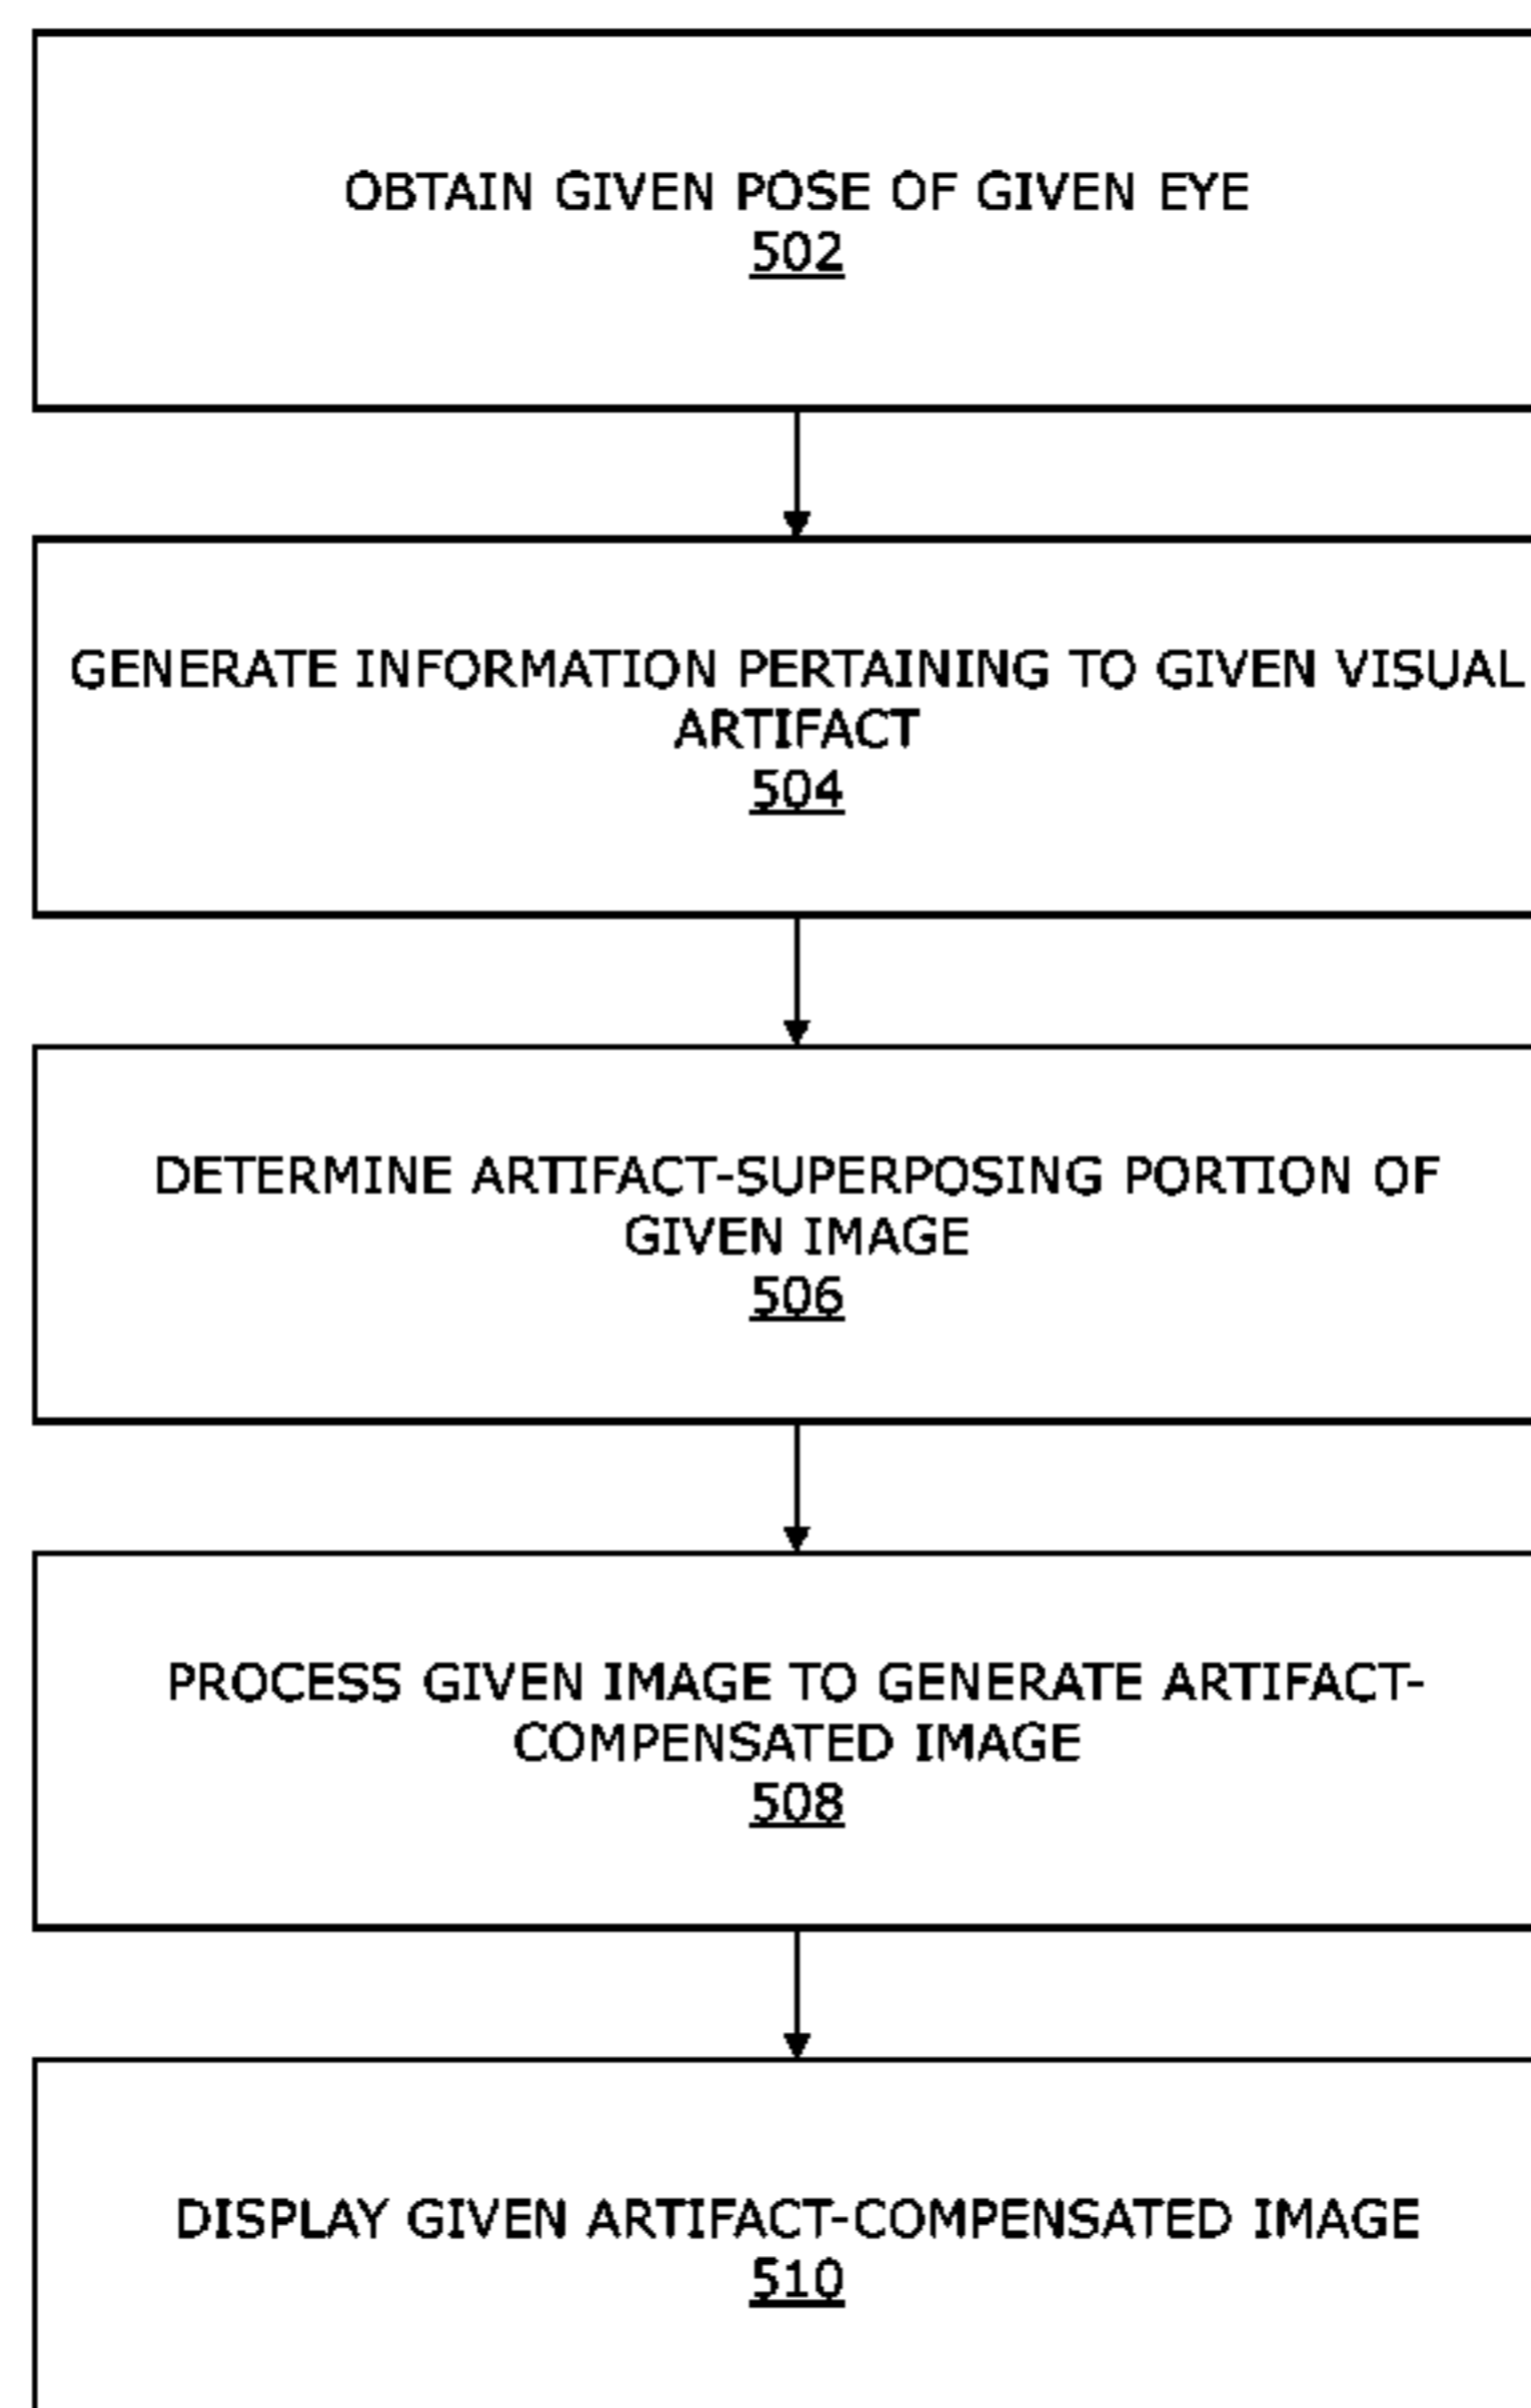 OBTAIN GIVEN POSE OF GIVEN EYE
502
GENERATE INFORMATION PERTAINING TO GIVEN VISUAL
ARTIFACT
504
DETERMINE ARTIFACT-SUPERPOSING PORTION OF
GIVEN IMAGE
506
PROCESS GIVEN IMAGE TO GENERATE ARTIFACT-
COMPENSATED IMAGE
508
DISPLAY GIVEN ARTIFACT-COMPENSATED IMAGE
510